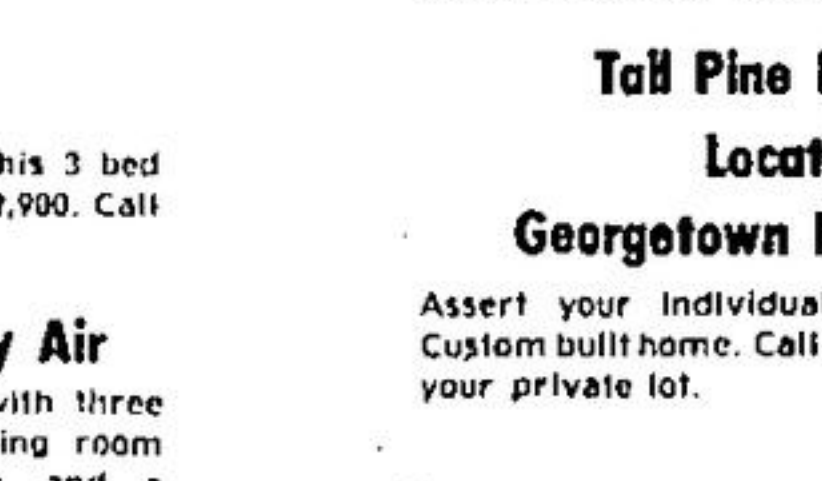 his 3 bed
,900. Call
y Air
with three
ing room
and a
Tall Pine
Locat
Georgetown
Assert your individual
Custom built home. Call
your private lot.